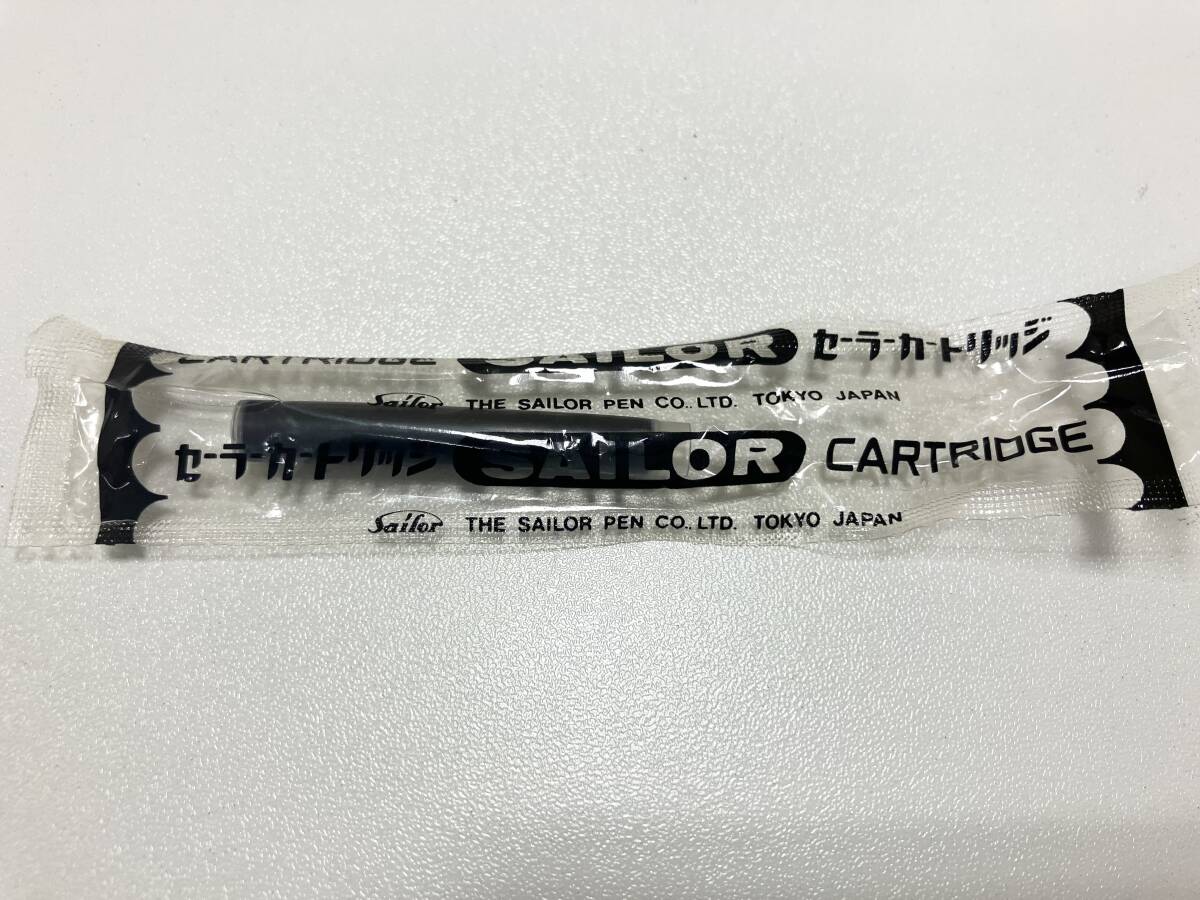 CARTRIDGE SAILOR セーラーカートリッジ
Sailor THE SAILOR PEN CO., LTD. TOKYO JAPAN
セーラーカートリッジ SAILOR CARTRIDGE
Sailor THE SAILOR PEN CO., LTD. TOKYO JAPAN